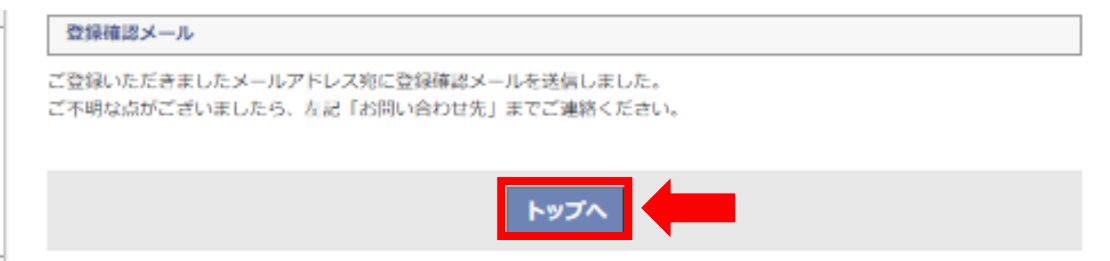 登録確認メール
ご登録いただきましたメールアドレス宛に登録確認メールを送信しました。
ご不明な点がございましたら、左記「お問い合わせ先」までご連絡ください。
トップへ